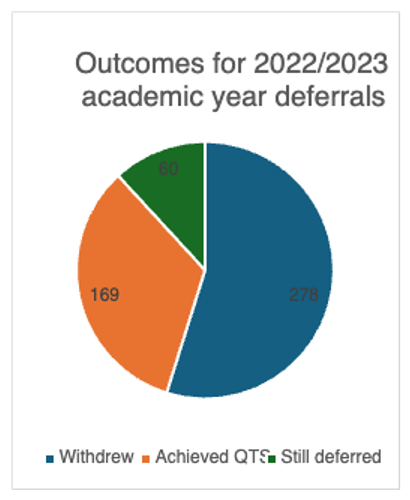 Outcomes for 2022/2023
academic year deferrals
60
169
278
Withdrew Achieved QTS Still deferred